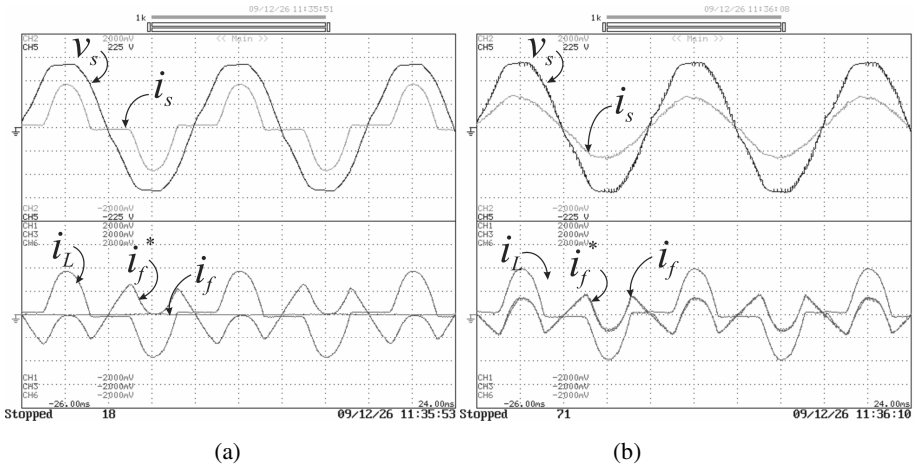 09/12/26 11:35:51
1k
<< Main >>
CH2 2000mV
CH5 225 V
v_s
i_s
CH2 -2000mV
CH5 -225 V
CH1 2000mV
CH3 2000mV
CH6 2000mV
i_L
i_f^*
i_f
CH1 -2000mV
CH3 -2000mV
CH6 -2000mV
-26.00ms 24.00ms
Stopped 18 09/12/26 11:35:53
(a)
09/12/26 11:36:08
1k
<< Main >>
CH2 2000mV
CH5 225 V
v_s
i_s
CH2 -2000mV
CH5 -225 V
CH1 2000mV
CH3 2000mV
CH6 2000mV
i_L
i_f^*
i_f
CH1 -2000mV
CH3 -2000mV
CH6 -2000mV
-26.00ms 24.00ms
Stopped 71 09/12/26 11:36:10
(b)